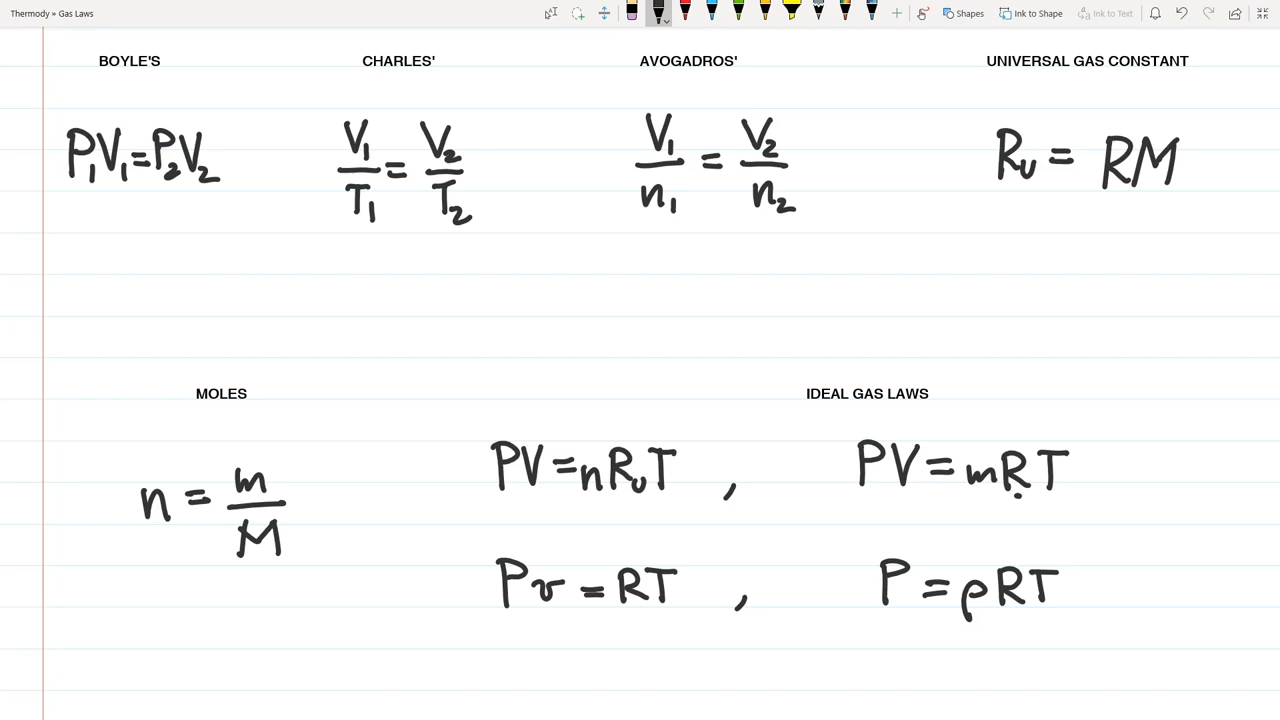 Thermody » Gas Laws
Shapes
Ink to Shape
Ink to Text
BOYLE'S
CHARLES'
AVOGADROS'
UNIVERSAL GAS CONSTANT
P₁V₁=P₂V₂
V₁/T₁ = V₂/T₂
V₁/n₁ = V₂/n₂
Rᵤ = RM
MOLES
IDEAL GAS LAWS
n = m/M
PV=nRᵤT , PV=mRT
Pv=RT , P=ρRT